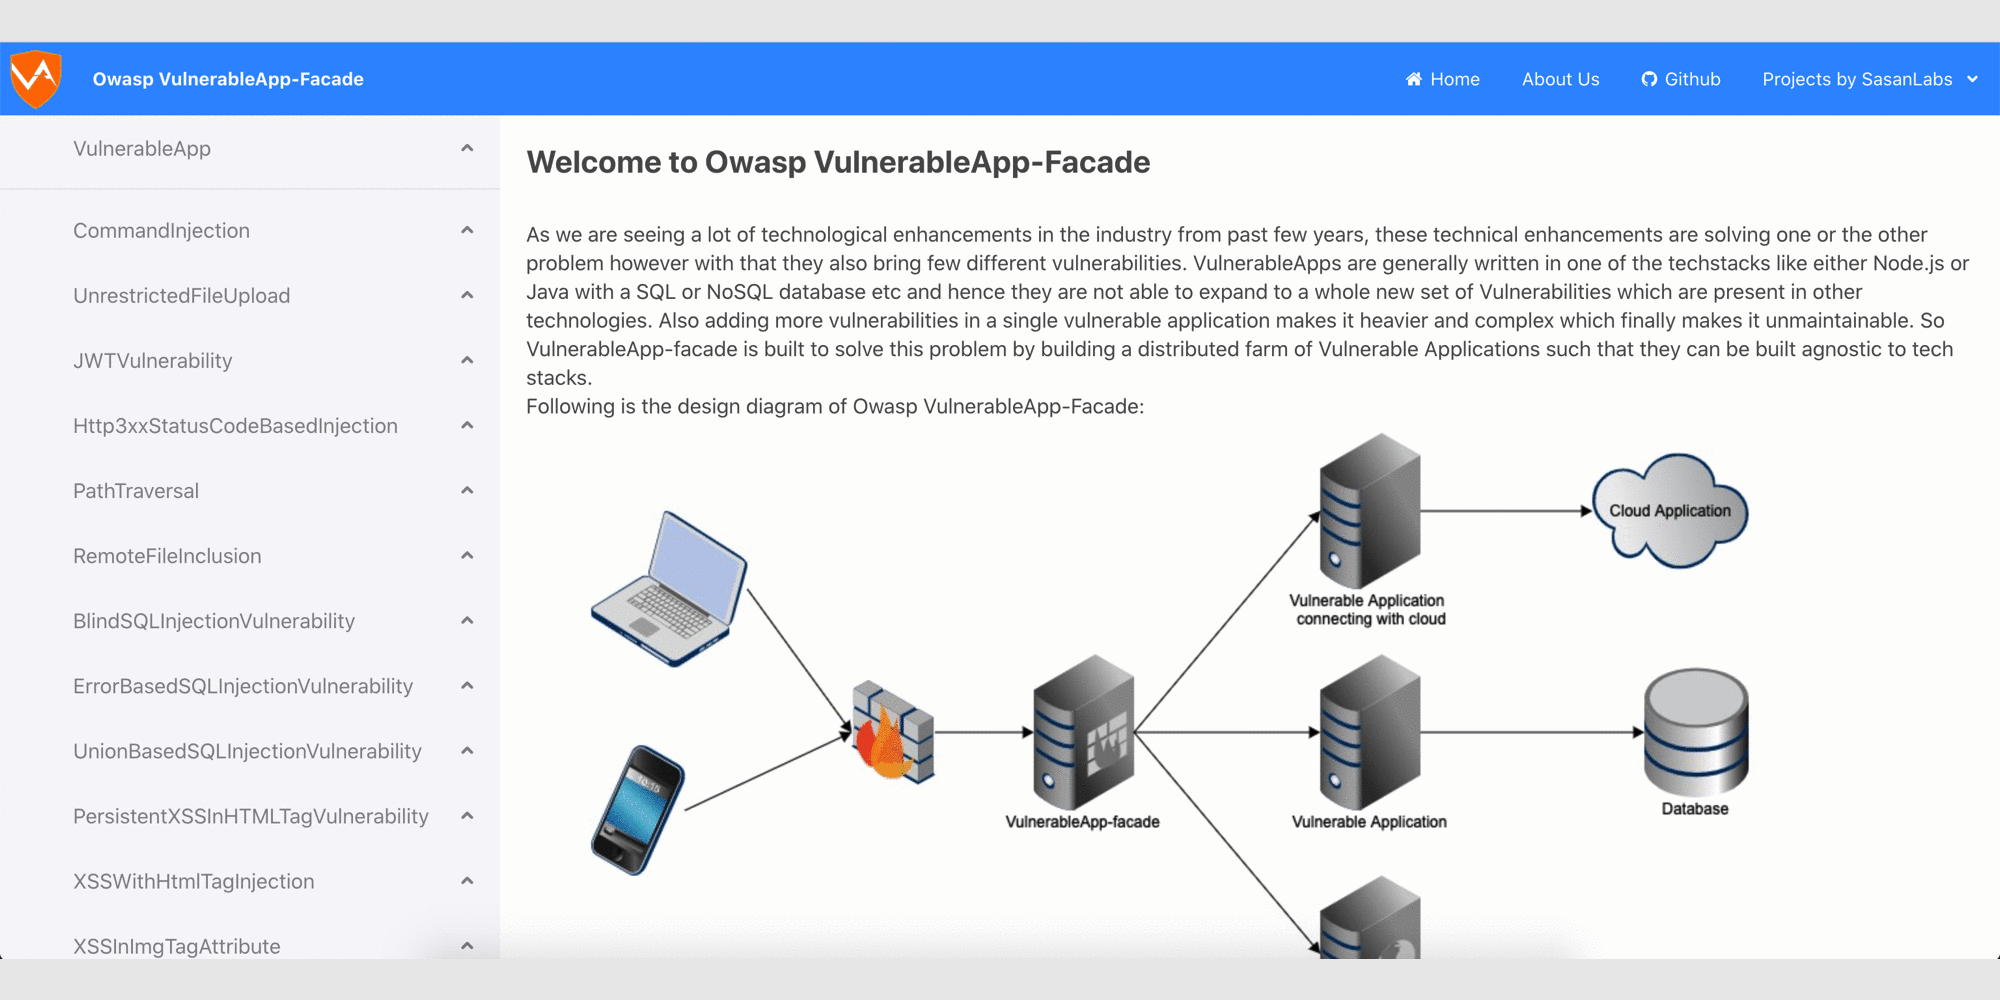 Owasp VulnerableApp-Facade
Home
About Us
Github
Projects by SasanLabs
VulnerableApp
CommandInjection
UnrestrictedFileUpload
JWTVulnerability
Http3xxStatusCodeBasedInjection
PathTraversal
RemoteFileInclusion
BlindSQLInjectionVulnerability
ErrorBasedSQLInjectionVulnerability
UnionBasedSQLInjectionVulnerability
PersistentXSSInHTMLTagVulnerability
XSSWithHtmlTagInjection
XSSInImgTagAttribute
Welcome to Owasp VulnerableApp-Facade
As we are seeing a lot of technological enhancements in the industry from past few years, these technical enhancements are solving one or the other
problem however with that they also bring few different vulnerabilities. VulnerableApps are generally written in one of the techstacks like either Node.js or
Java with a SQL or NoSQL database etc and hence they are not able to expand to a whole new set of Vulnerabilities which are present in other
technologies. Also adding more vulnerabilities in a single vulnerable application makes it heavier and complex which finally makes it unmaintainable. So
VulnerableApp-facade is built to solve this problem by building a distributed farm of Vulnerable Applications such that they can be built agnostic to tech
stacks.
Following is the design diagram of Owasp VulnerableApp-Facade:
Cloud Application
Vulnerable Application
connecting with cloud
VulnerableApp-facade
Vulnerable Application
Database